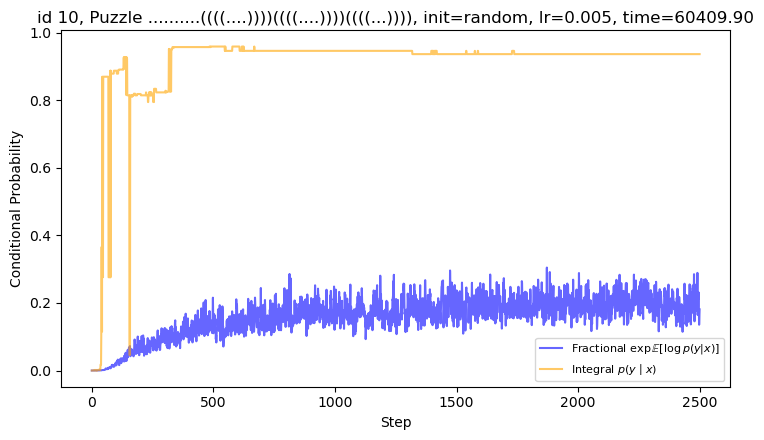 id 10, Puzzle ..........((((....))))((((....))))((((...)))), init=random, lr=0.005, time=60409.90
1.0
0.8
0.6
0.4
0.2
0.0
Conditional Probability
Fractional exp 𝔼[log p(y|x)]
Integral p(y | x)
0
500
1000
1500
2000
2500
Step